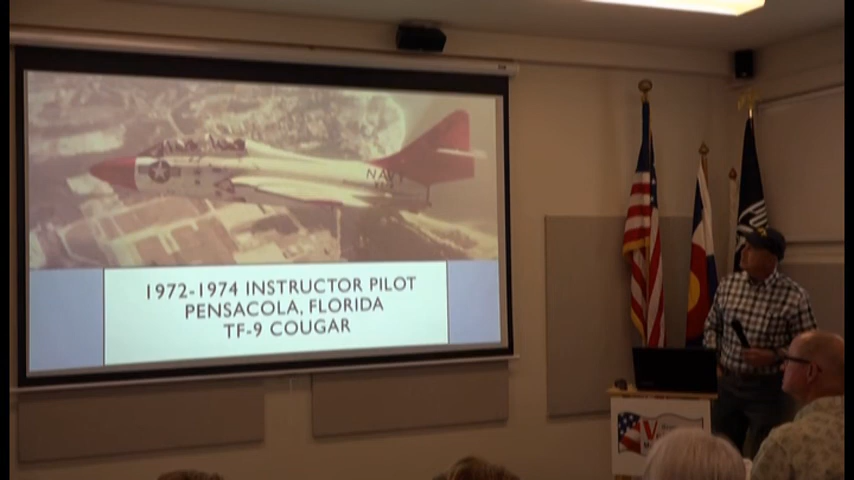 NAVY
1972-1974 INSTRUCTOR PILOT
PENSACOLA, FLORIDA
TF-9 COUGAR